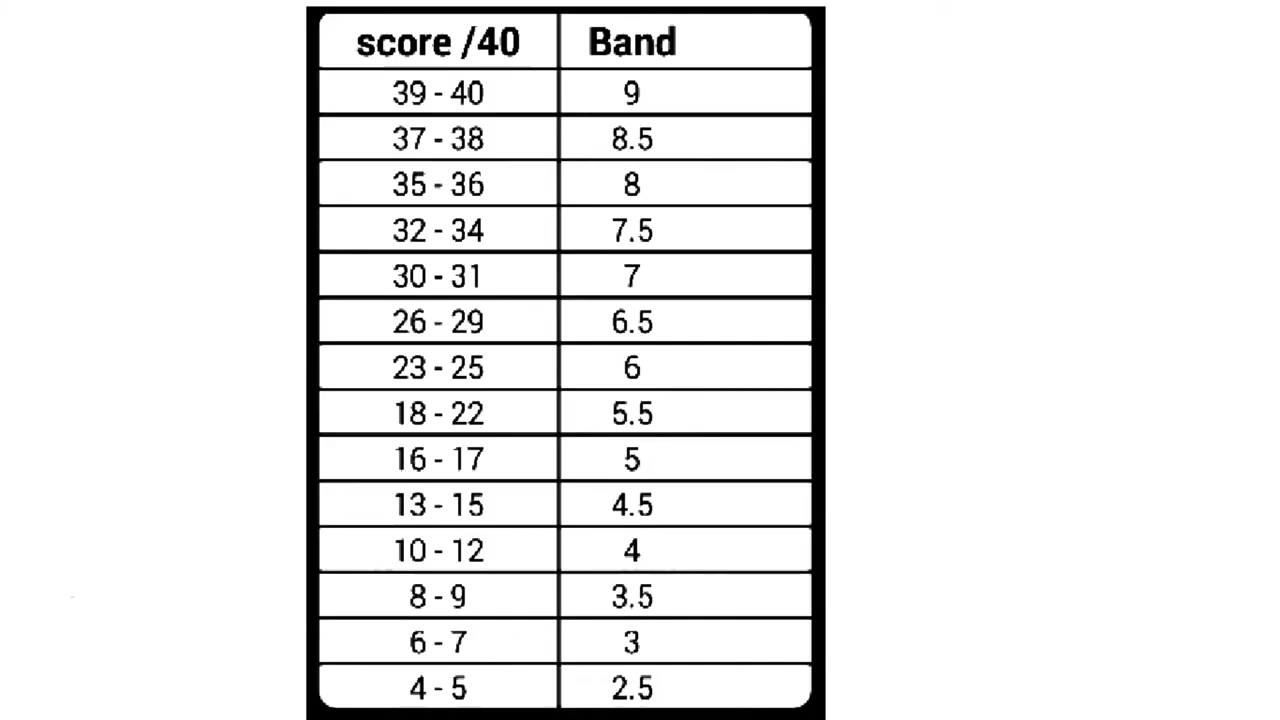 score /40 Band
39 - 40 9
37 - 38 8.5
35 - 36 8
32 - 34 7.5
30 - 31 7
26 - 29 6.5
23 - 25 6
18 - 22 5.5
16 - 17 5
13 - 15 4.5
10 - 12 4
8 - 9 3.5
6 - 7 3
4 - 5 2.5